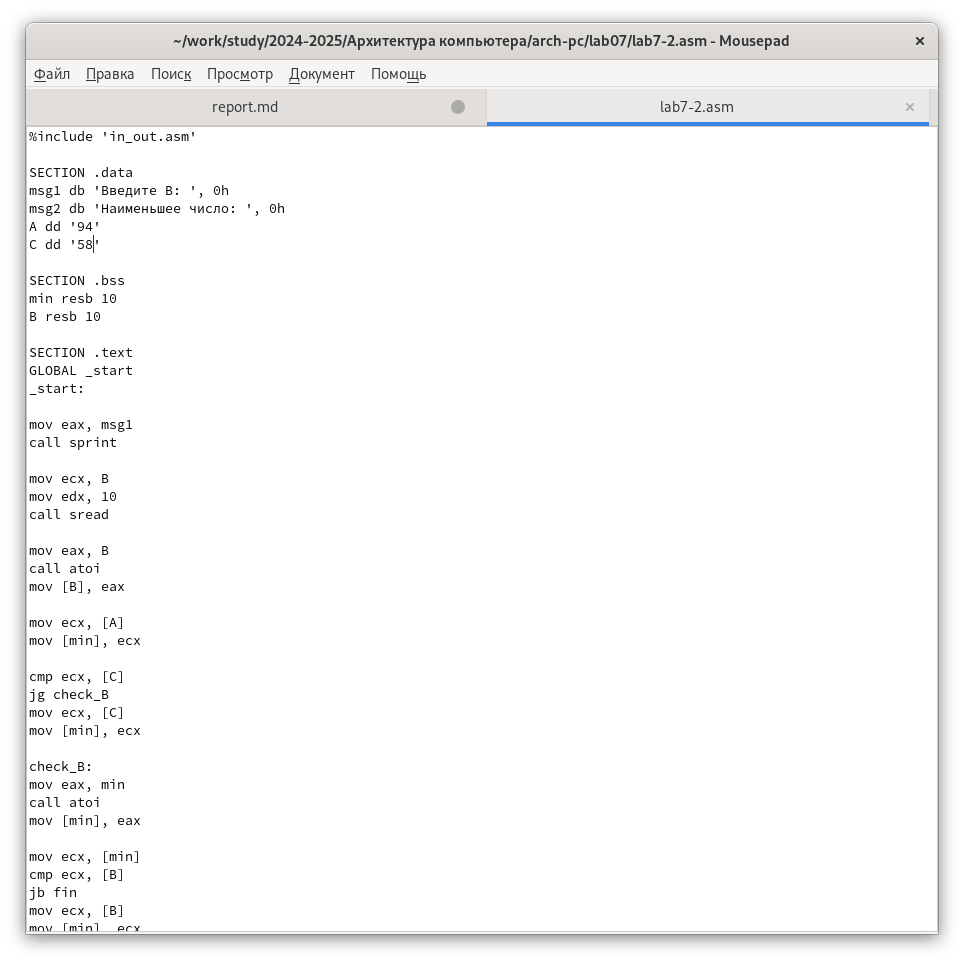 ~/work/study/2024-2025/Архитектура компьютера/arch-pc/lab07/lab7-2.asm - Mousepad
Файл Правка Поиск Просмотр Документ Помощь
report.md lab7-2.asm
%include 'in_out.asm'
SECTION .data
msg1 db 'Введите B: ', 0h
msg2 db 'Наименьшее число: ', 0h
A dd '94'
C dd '58'
SECTION .bss
min resb 10
B resb 10
SECTION .text
GLOBAL _start
_start:
mov eax, msg1
call sprint
mov ecx, B
mov edx, 10
call sread
mov eax, B
call atoi
mov [B], eax
mov ecx, [A]
mov [min], ecx
cmp ecx, [C]
jg check_B
mov ecx, [C]
mov [min], ecx
check_B:
mov eax, min
call atoi
mov [min], eax
mov ecx, [min]
cmp ecx, [B]
jb fin
mov ecx, [B]
mov [min], ecx